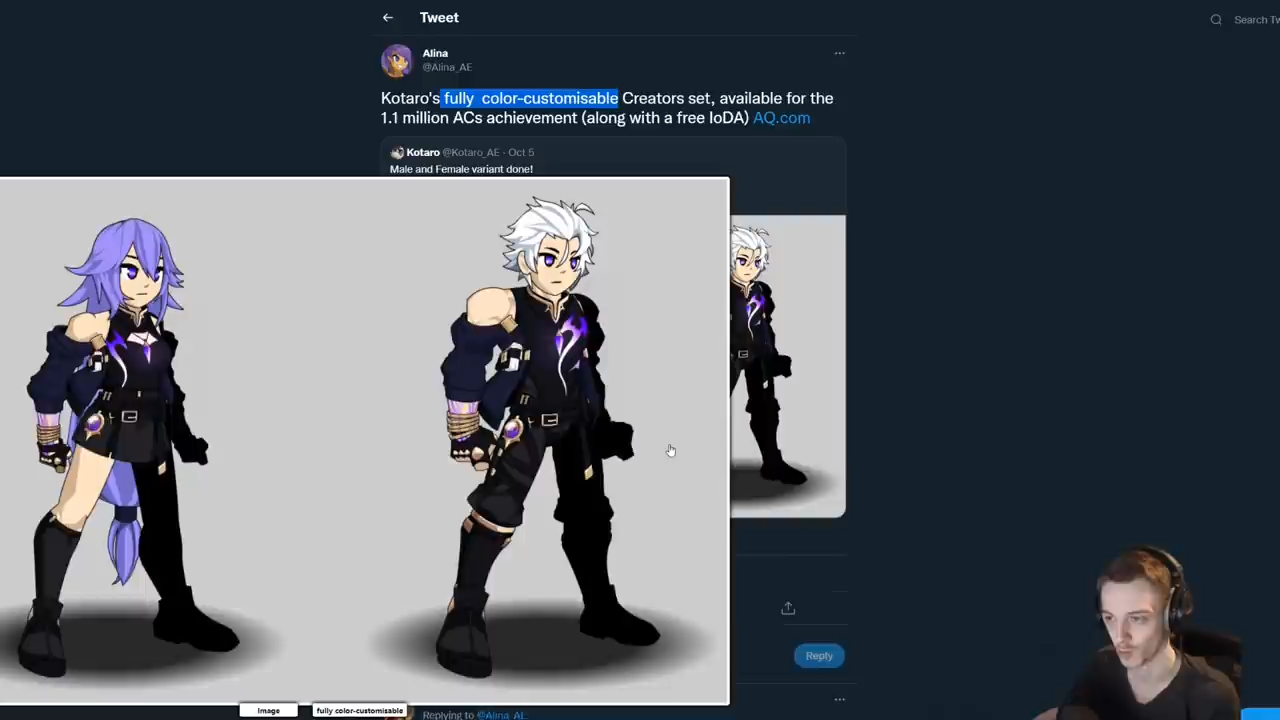 Tweet
Search Tw
Alina
@Alina_AE
Kotaro's fully color-customisable Creators set, available for the
1.1 million ACs achievement (along with a free IoDA) AQ.com
Kotaro @Kotaro_AE · Oct 5
Male and Female variant done!
Reply
Image
fully color-customisable
Replying to @Alina_AE